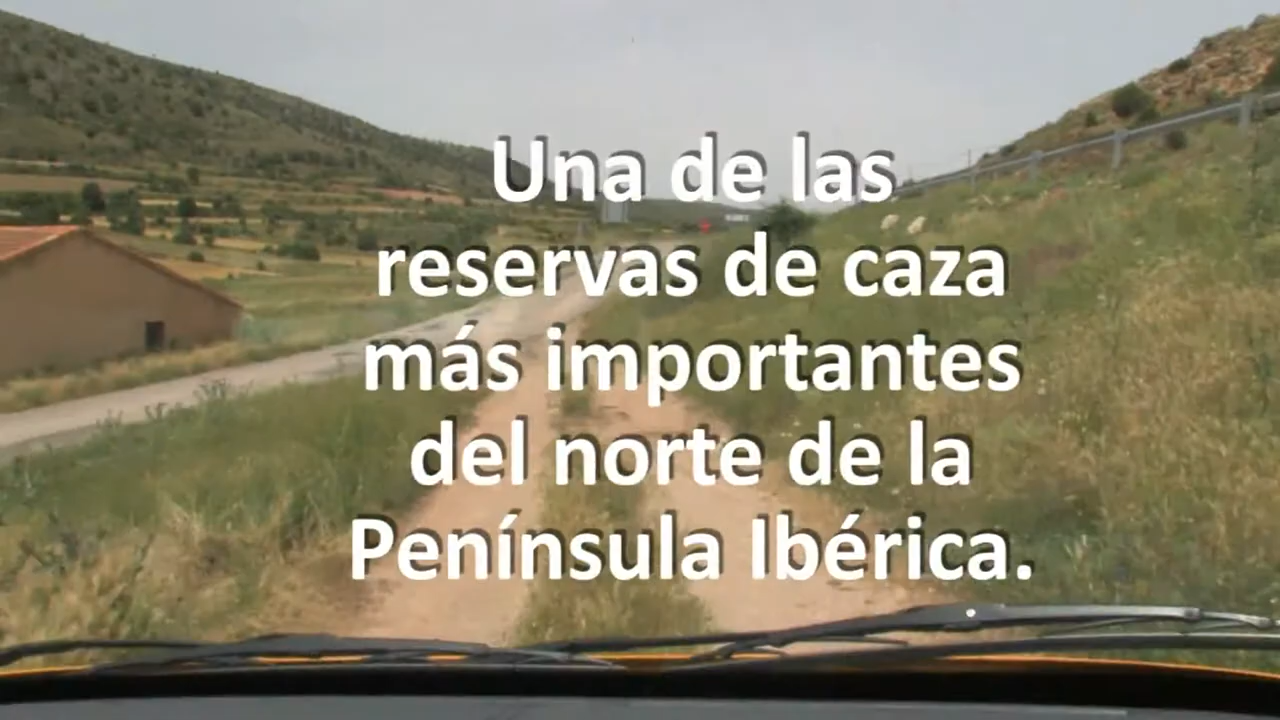 Una de las
reservas de caza
más importantes
del norte de la
Península Ibérica.